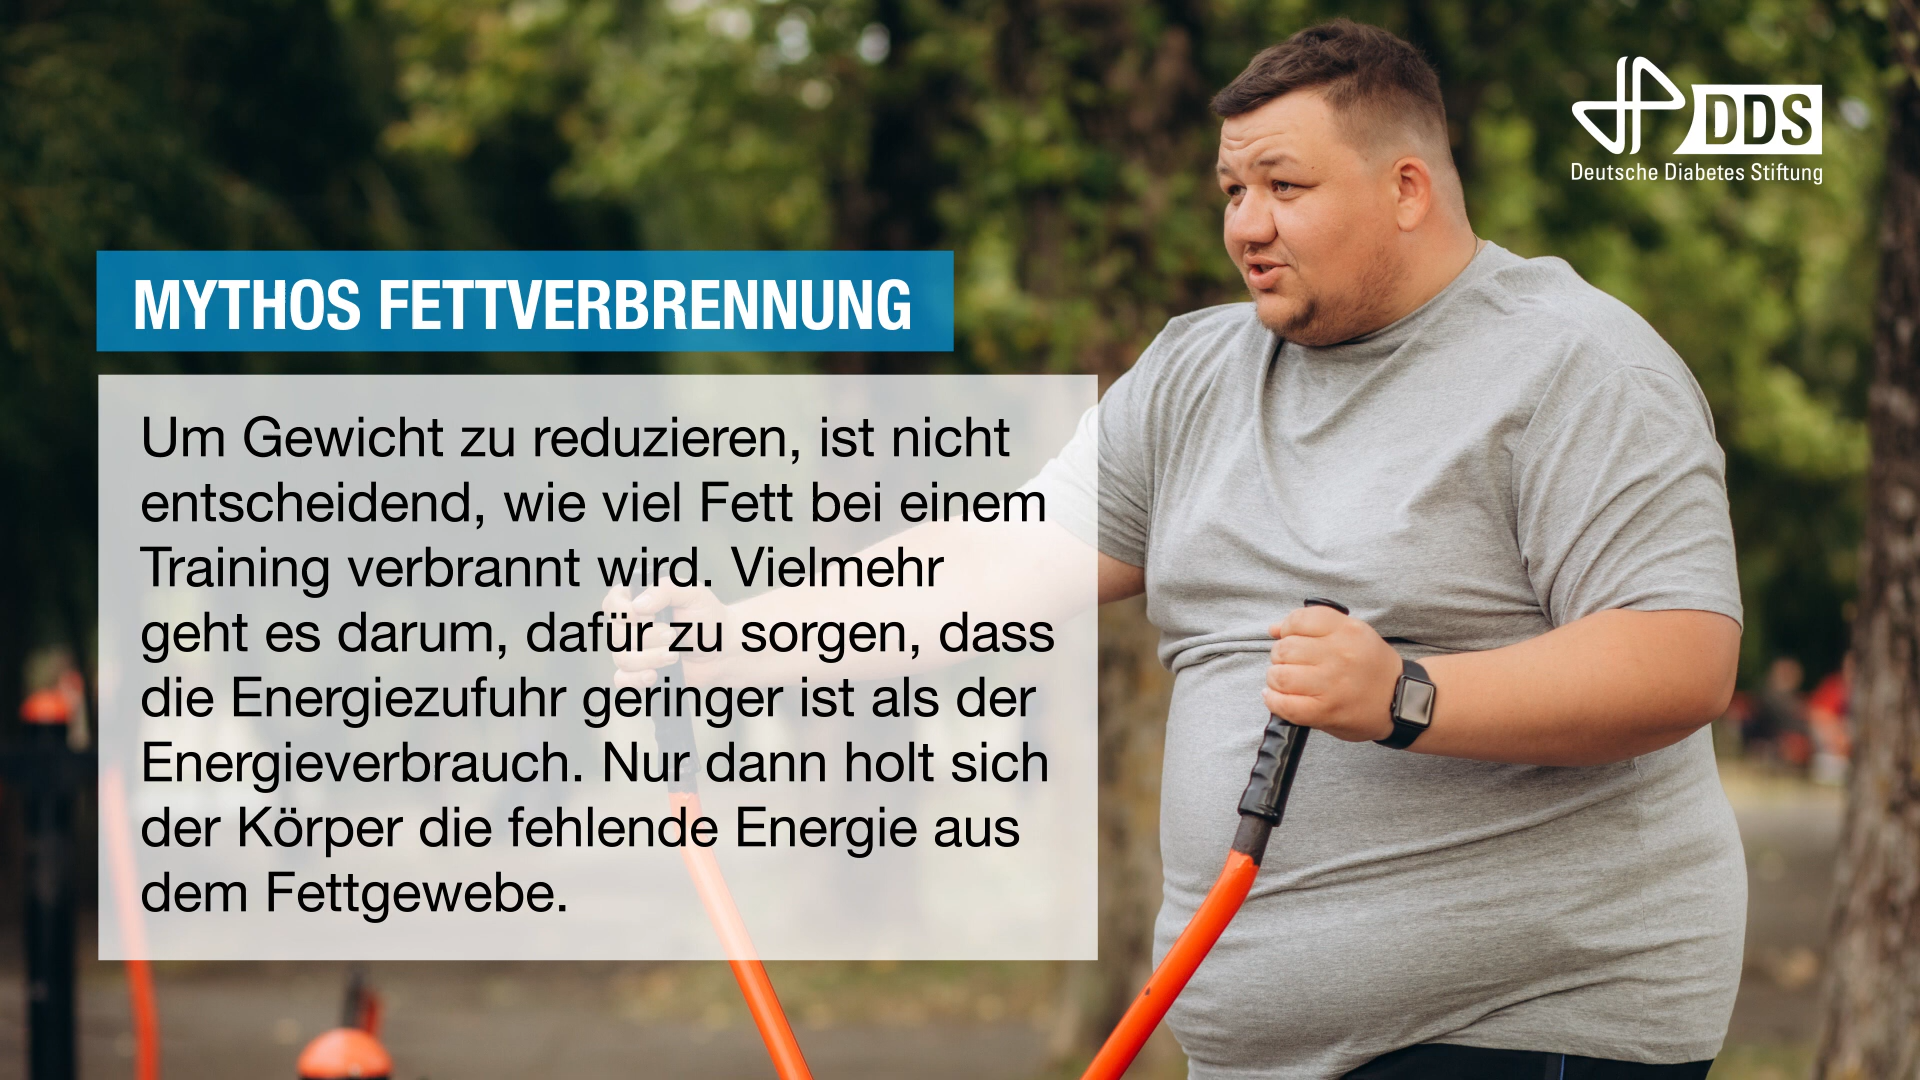 DDS
Deutsche Diabetes Stiftung
MYTHOS FETTVERBRENNUNG
Um Gewicht zu reduzieren, ist nicht
entscheidend, wie viel Fett bei einem
Training verbrannt wird. Vielmehr
geht es darum, dafür zu sorgen, dass
die Energiezufuhr geringer ist als der
Energieverbrauch. Nur dann holt sich
der Körper die fehlende Energie aus
dem Fettgewebe.